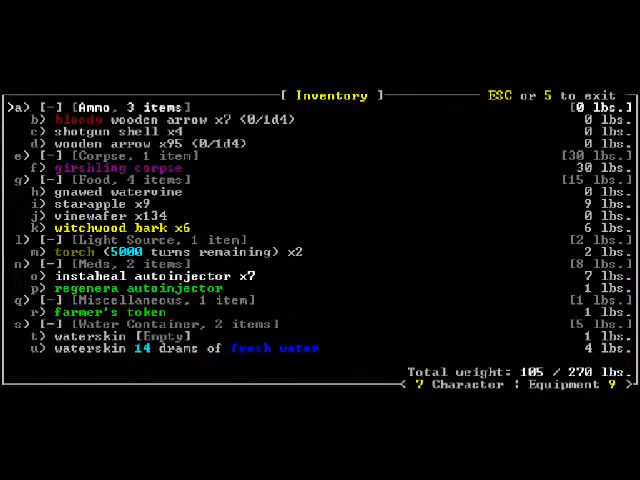 [ Inventory ] ESC or 5 to exit
>a) [-] [Ammo, 3 items] [0 lbs.]
b) bloody wooden arrow x7 (0/1d4) 0 lbs.
c) shotgun shell x4 0 lbs.
d) wooden arrow x95 (0/1d4) 0 lbs.
e) [-] [Corpse, 1 item] [30 lbs.]
f) girshling corpse 30 lbs.
g) [-] [Food, 4 items] [15 lbs.]
h) gnawed watervine 0 lbs.
i) starapple x9 9 lbs.
j) vinewafer x134 0 lbs.
k) witchwood bark x6 6 lbs.
l) [-] [Light Source, 1 item] [2 lbs.]
m) torch (5000 turns remaining) x2 2 lbs.
n) [-] [Meds, 2 items] [8 lbs.]
o) instaheal autoinjector x7 7 lbs.
p) regenera autoinjector 1 lbs.
q) [-] [Miscellaneous, 1 item] [1 lbs.]
r) farmer's token 1 lbs.
s) [-] [Water Container, 2 items] [5 lbs.]
t) waterskin [Empty] 1 lbs.
u) waterskin 14 drams of fresh water 4 lbs.
Total weight: 105 / 270 lbs.
< 7 Character | Equipment 9 >